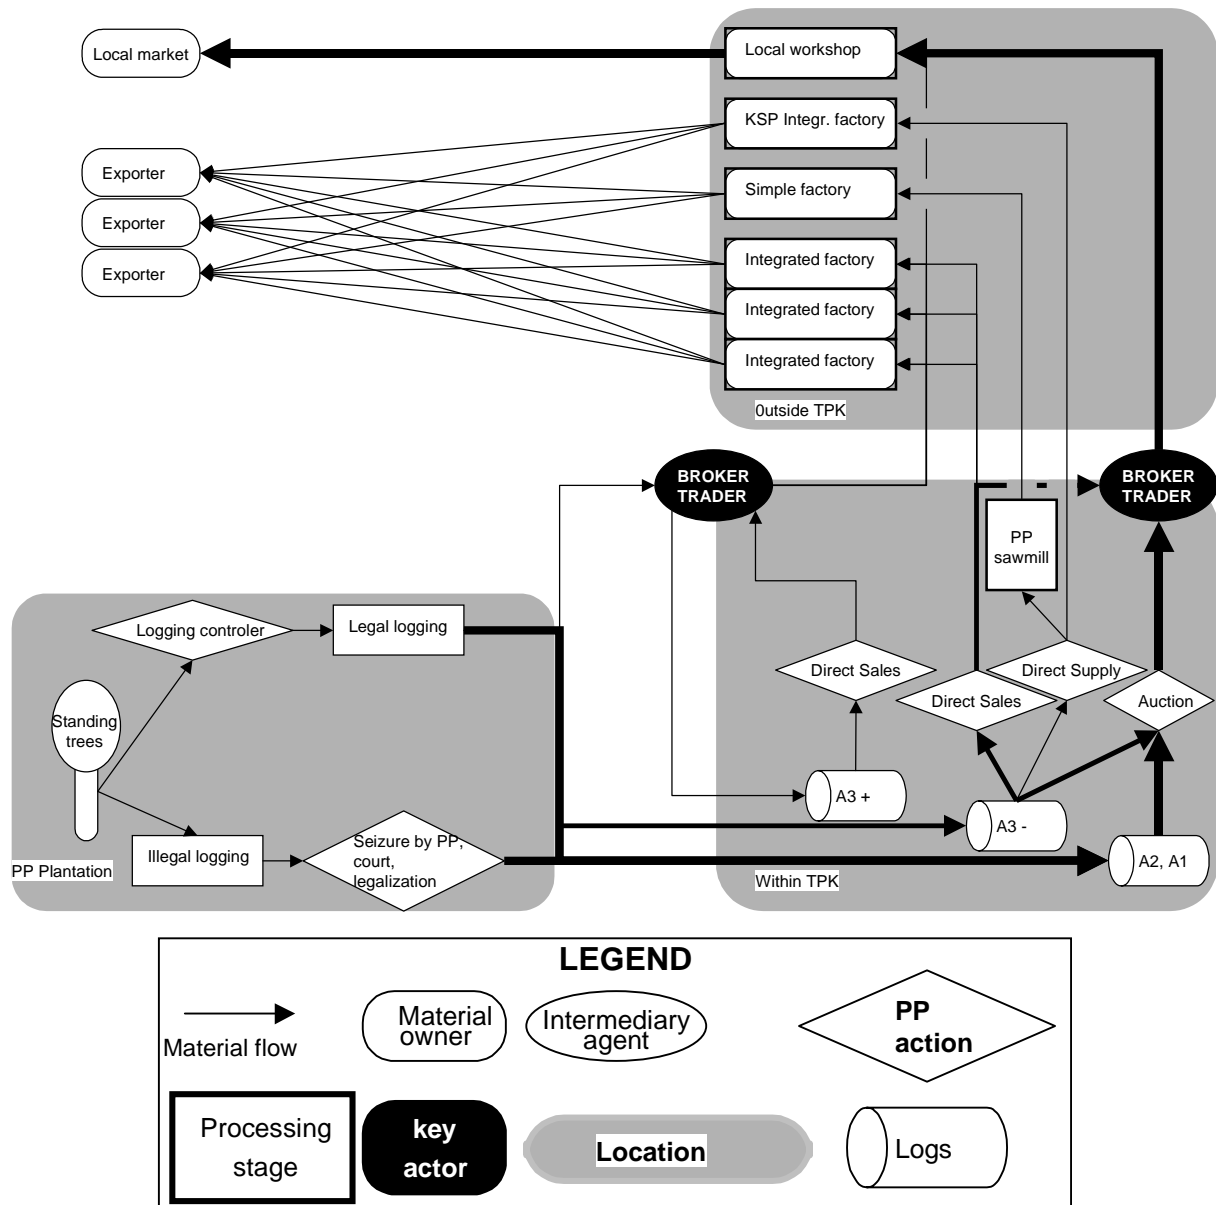 Local market
Local workshop
KSP Integr. factory
Exporter
Simple factory
Exporter
Exporter
Integrated factory
Integrated factory
Integrated factory
0utside TPK
BROKER
TRADER
BROKER
TRADER
PP
sawmill
Logging controler
Legal logging
Direct Sales
Direct Supply
Direct Sales
Auction
Standing
trees
A3 +
A3 -
Illegal logging
Seizure by PP,
court,
legalization
A2, A1
PP Plantation
Within TPK
LEGEND
Material flow
Material
owner
Intermediary
agent
PP
action
Processing
stage
key
actor
Location
Logs